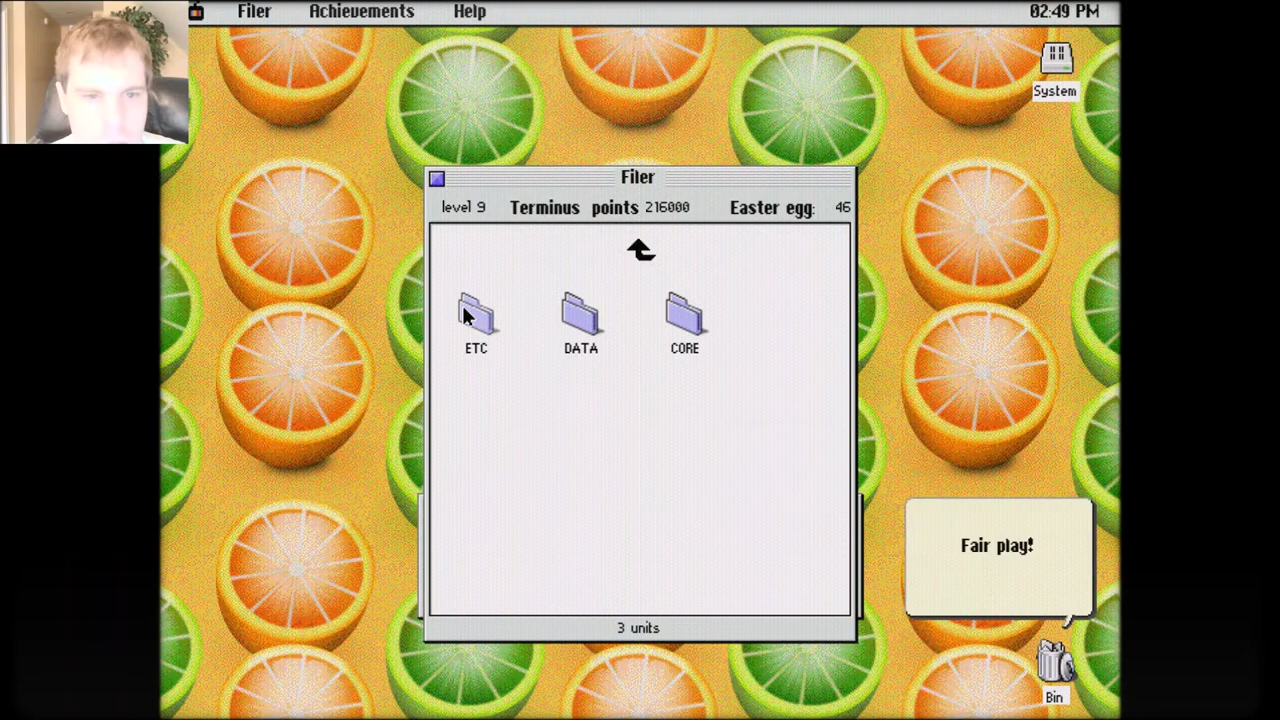 Filer Achievements Help 02:49 PM
System
Filer
level 9 Terminus points 216000 Easter egg: 46
ETC DATA CORE
Fair play!
3 units
Bin